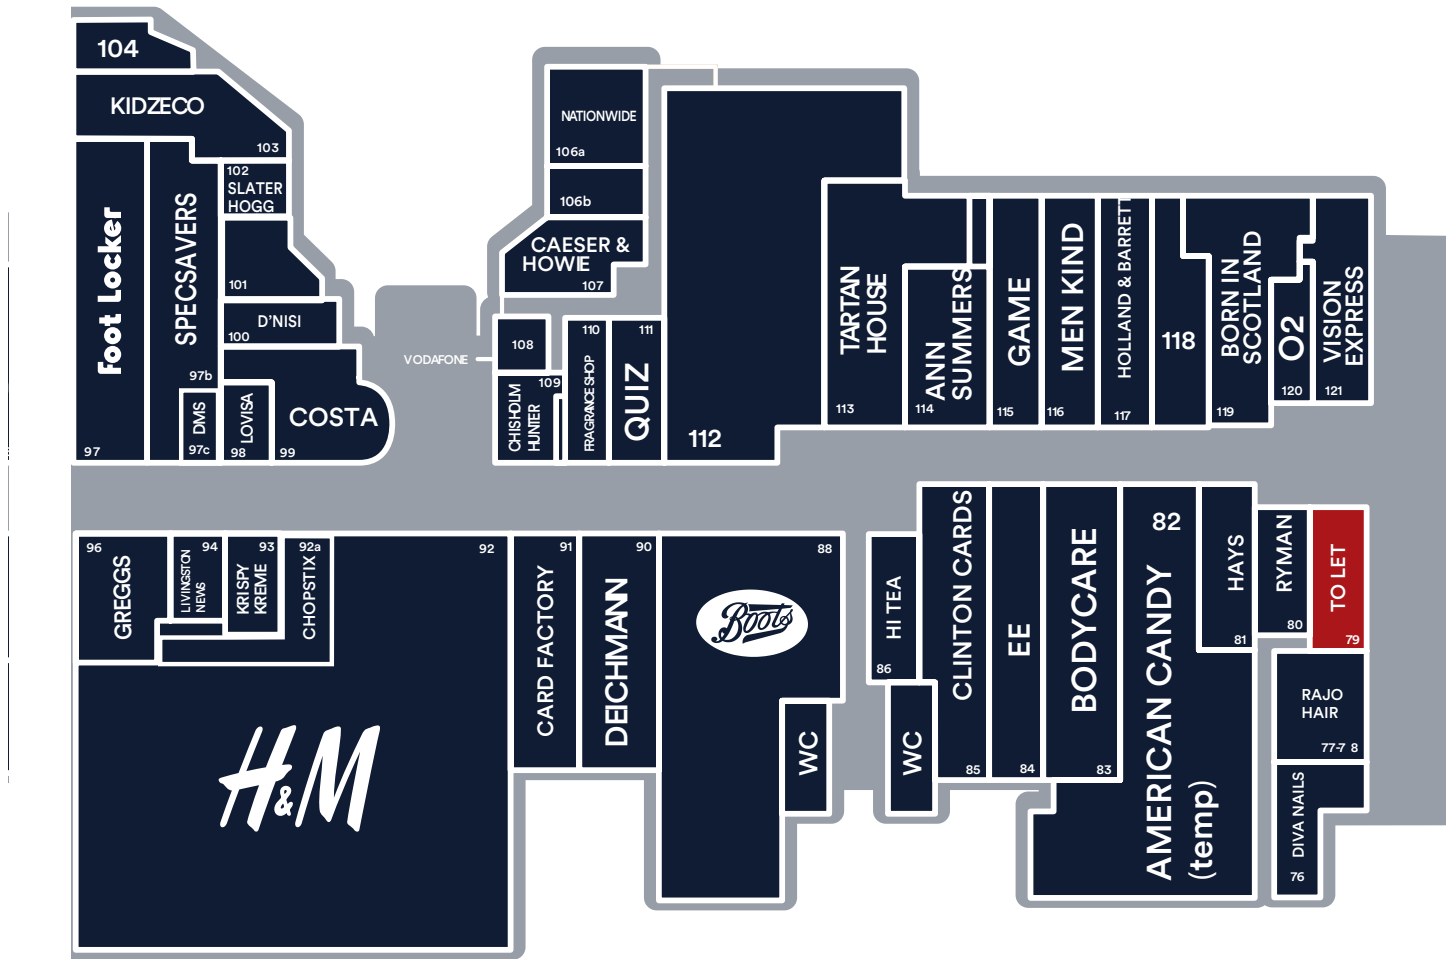 104
KIDZECO
103
Foot Locker
97
SPECSAVERS
97b
102
SLATER
HOGG
101
D'NISI
100
DMS
97c
LOVISA
98
COSTA
99
NATIONWIDE
106a
106b
CAESER &
HOWIE
107
VODAFONE
108
109
CHISHOLM
HUNTER
110
FRAGRANCE SHOP
111
QUIZ
112
TARTAN
HOUSE
113
ANN
SUMMERS
114
GAME
115
MEN KIND
116
HOLLAND & BARRETT
117
118
BORN IN
SCOTLAND
119
O2
120
VISION
EXPRESS
121
96
GREGGS
94
LIVINGSTON
NEWS
93
KRISPY
KREME
92a
CHOPSTIX
92
H&M
91
CARD FACTORY
90
DEICHMANN
88
Boots
WC
HI TEA
86
WC
CLINTON CARDS
85
EE
84
BODYCARE
83
82
AMERICAN CANDY
(temp)
HAYS
81
RYMAN
80
TO LET
79
RAJO
HAIR
77-7 8
DIVA NAILS
76